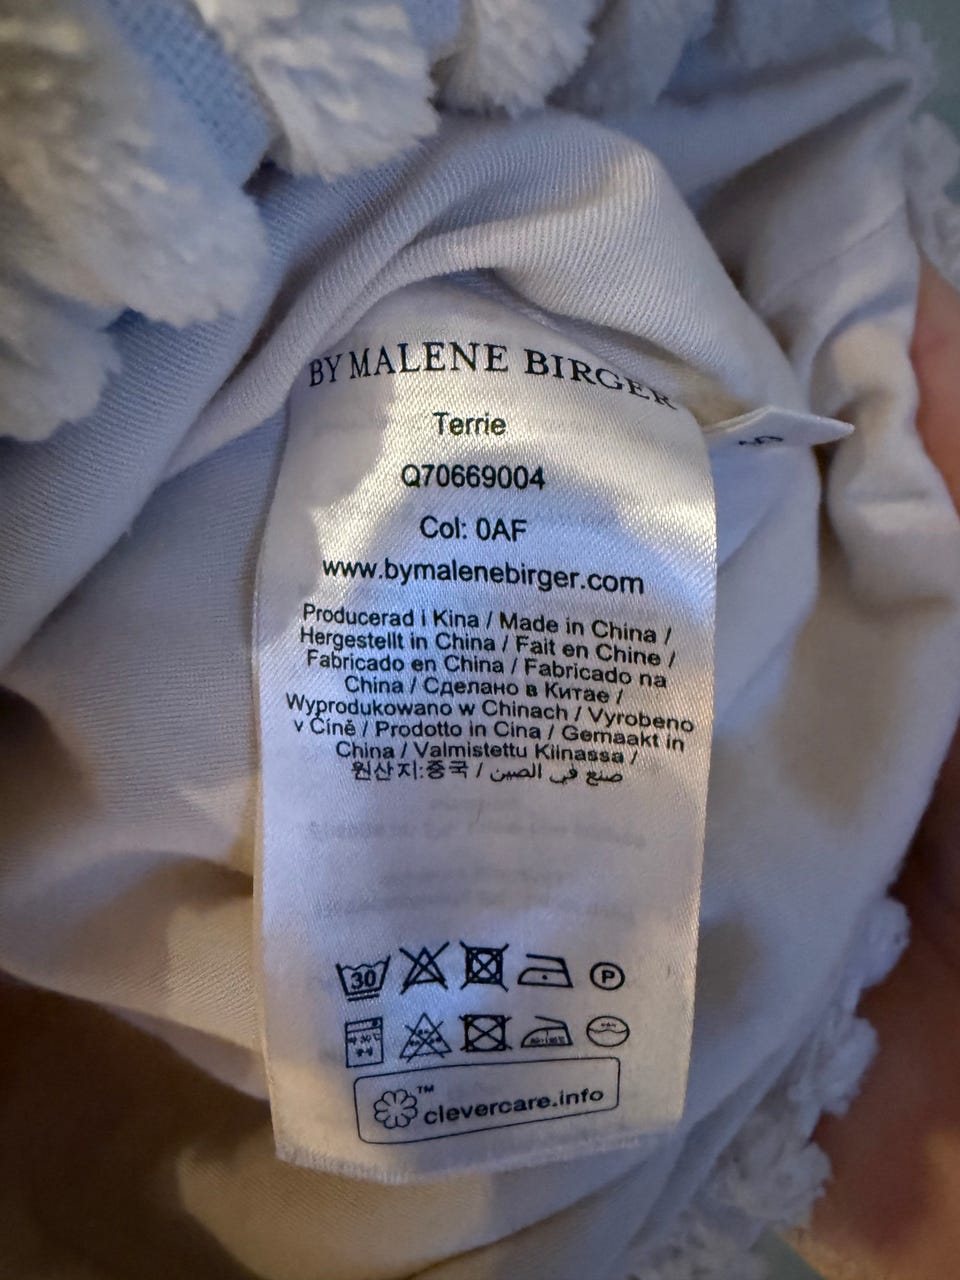 BY MALENE BIRGER
Terrie
Q70669004
Col: 0AF
www.bymalenebirger.com
Producerad i Kina / Made in China /
Hergestellt in China / Fait en Chine /
Fabricado en China / Fabricado na
China / Сделано в Китае /
Wyprodukowano w Chinach / Vyrobeno
v Číně / Prodotto in Cina / Gemaakt in
China / Valmistettu Kiinassa /
원산지:중국 / صنع في الصين
30
P
™
clevercare.info